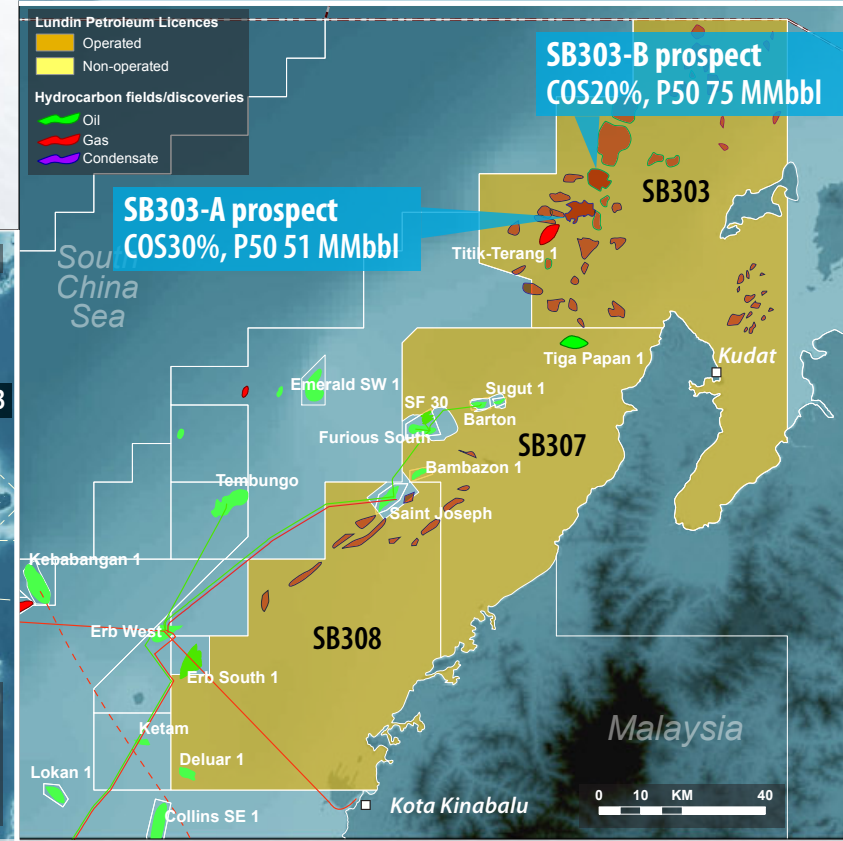 Lundin Petroleum Licences
Operated
Non-operated
Hydrocarbon fields/discoveries
Oil
Gas
Condensate
SB303-B prospect
COS20%, P50 75 MMbbl
SB303
SB303-A prospect
COS30%, P50 51 MMbbl
South
China
Sea
Titik-Terang 1
Tiga Papan 1
Kudat
Emerald SW 1
Sugut 1
SF 30
Barton
Furious South
SB307
Bambazon 1
Tembungo
Saint Joseph
Kebabangan 1
Erb West
SB308
Erb South 1
Ketam
Malaysia
Deluar 1
Lokan 1
0 10 KM 40
Kota Kinabalu
Collins SE 1
3